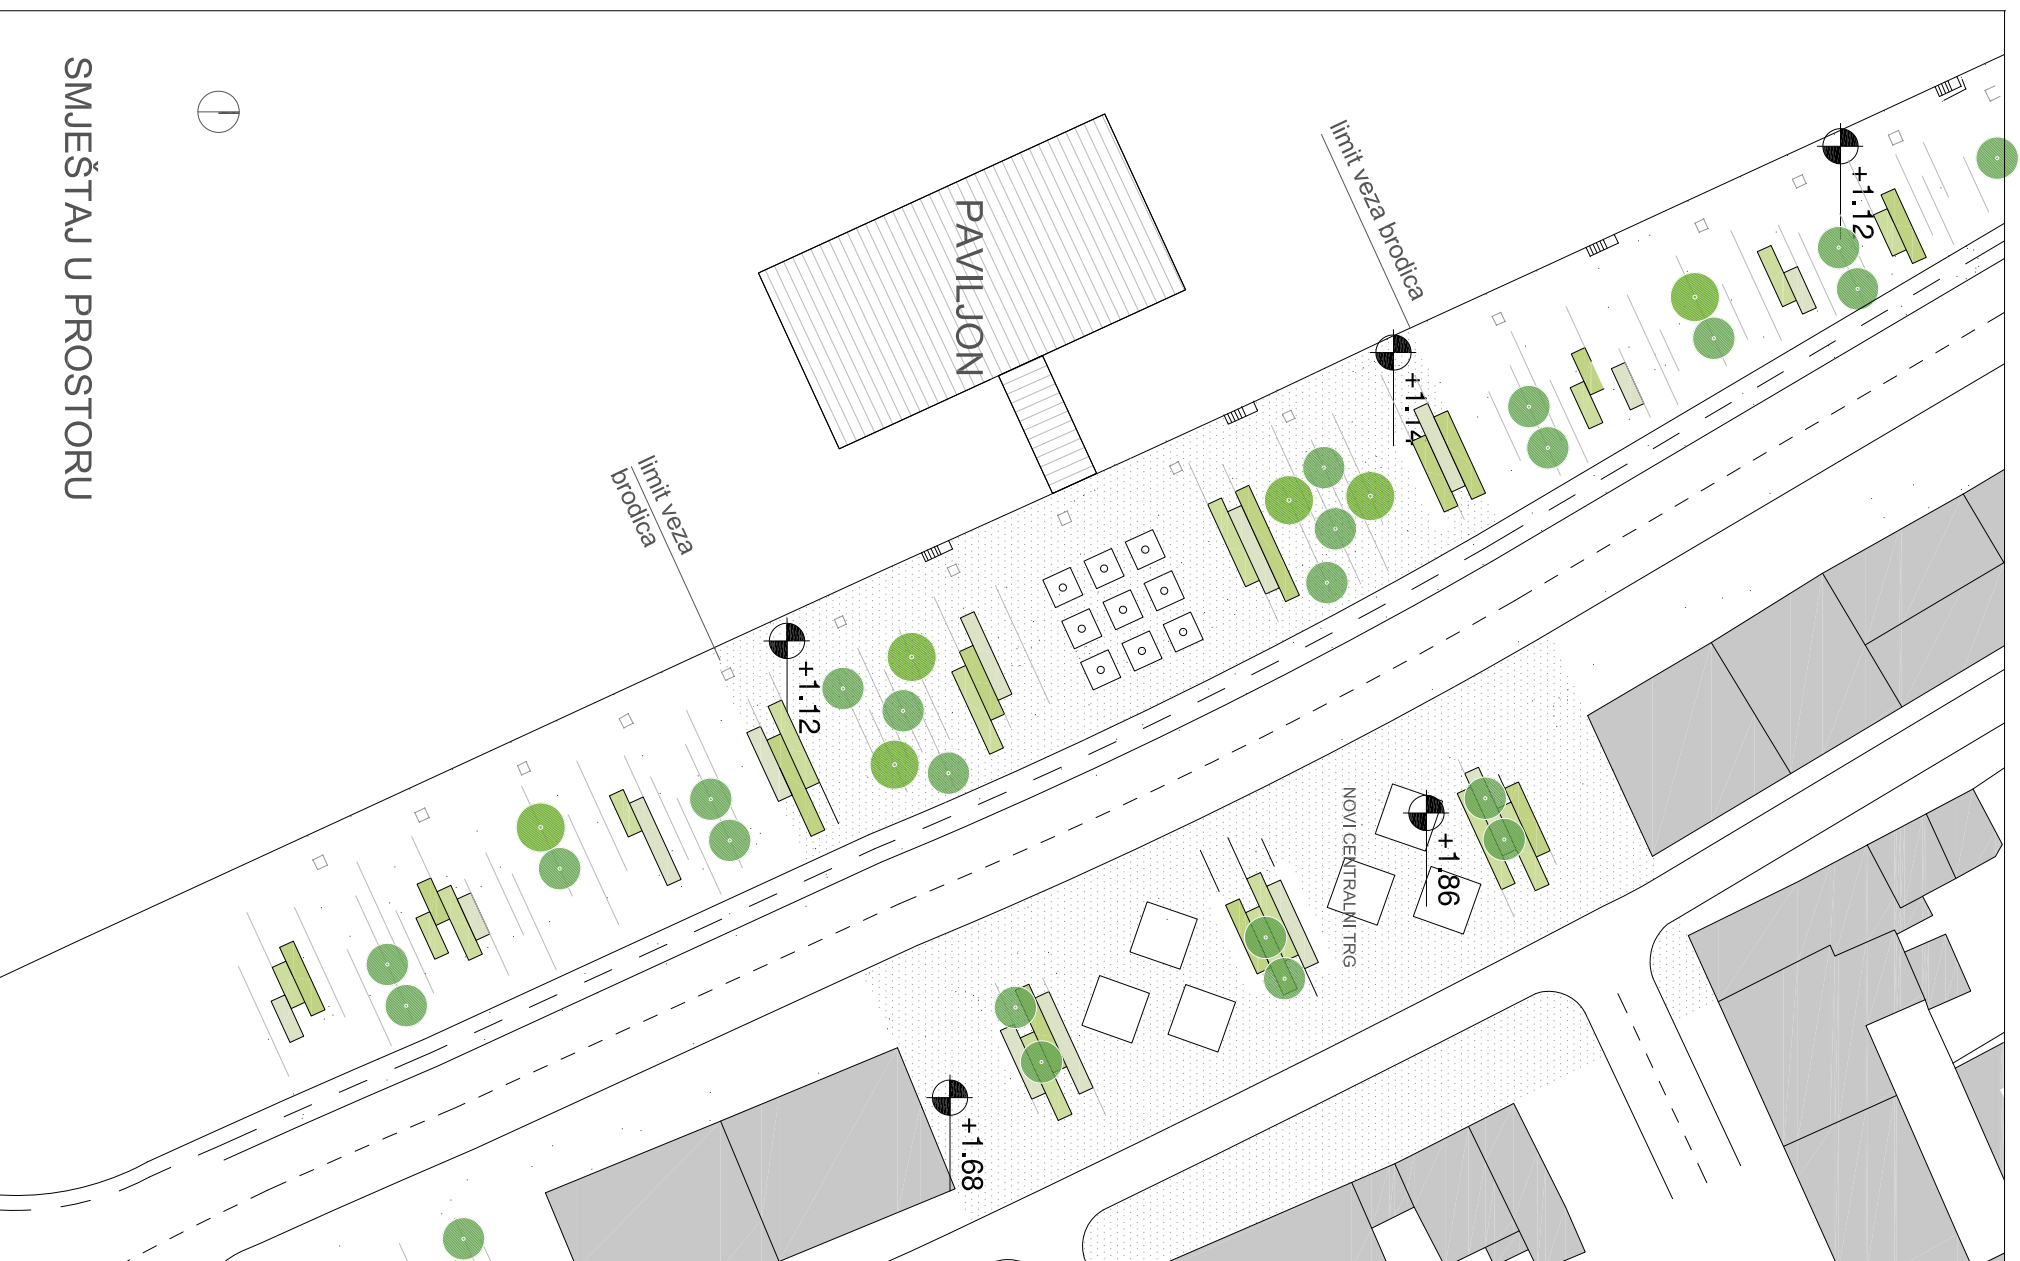 SMJEŠTAJ U PROSTORU
PAVILJON
limit veza brodica
limit veza
brodica
+1.12
+1.14
+1.12
NOVI CENTRALNI TRG
+1.86
+1.68